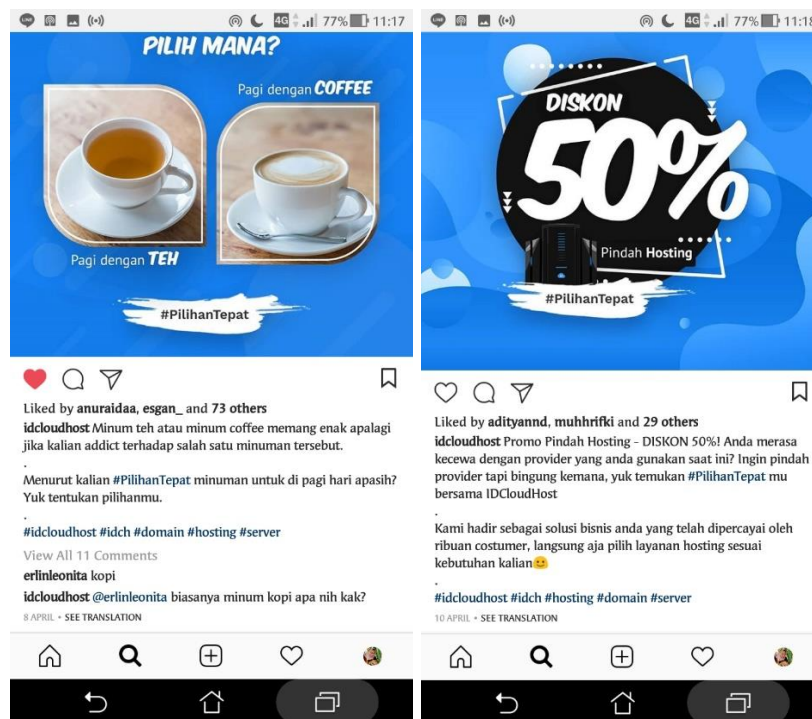 LINE
4G 77% 11:17
PILIH MANA?
Pagi dengan COFFEE
Pagi dengan TEH
#PilihanTepat
Liked by anuraidaa, esgan_ and 73 others
idcloudhost Minum teh atau minum coffee memang enak apalagi
jika kalian addict terhadap salah satu minuman tersebut.
.
Menurut kalian #PilihanTepat minuman untuk di pagi hari apasih?
Yuk tentukan pilihanmu.
.
#idcloudhost #idch #domain #hosting #server
View All 11 Comments
erlinleonita kopi
idcloudhost @erlinleonita biasanya minum kopi apa nih kak?
8 APRIL • SEE TRANSLATION
LINE
4G 77% 11:18
DISKON
50%
Pindah Hosting
#PilihanTepat
Liked by adityannd, muhhrifki and 29 others
idcloudhost Promo Pindah Hosting - DISKON 50%! Anda merasa
kecewa dengan provider yang anda gunakan saat ini? Ingin pindah
provider tapi bingung kemana, yuk temukan #PilihanTepat mu
bersama IDCloudHost
.
Kami hadir sebagai solusi bisnis anda yang telah dipercayai oleh
ribuan costumer, langsung aja pilih layanan hosting sesuai
kebutuhan kalian😊
.
#idcloudhost #idch #hosting #domain #server
10 APRIL • SEE TRANSLATION